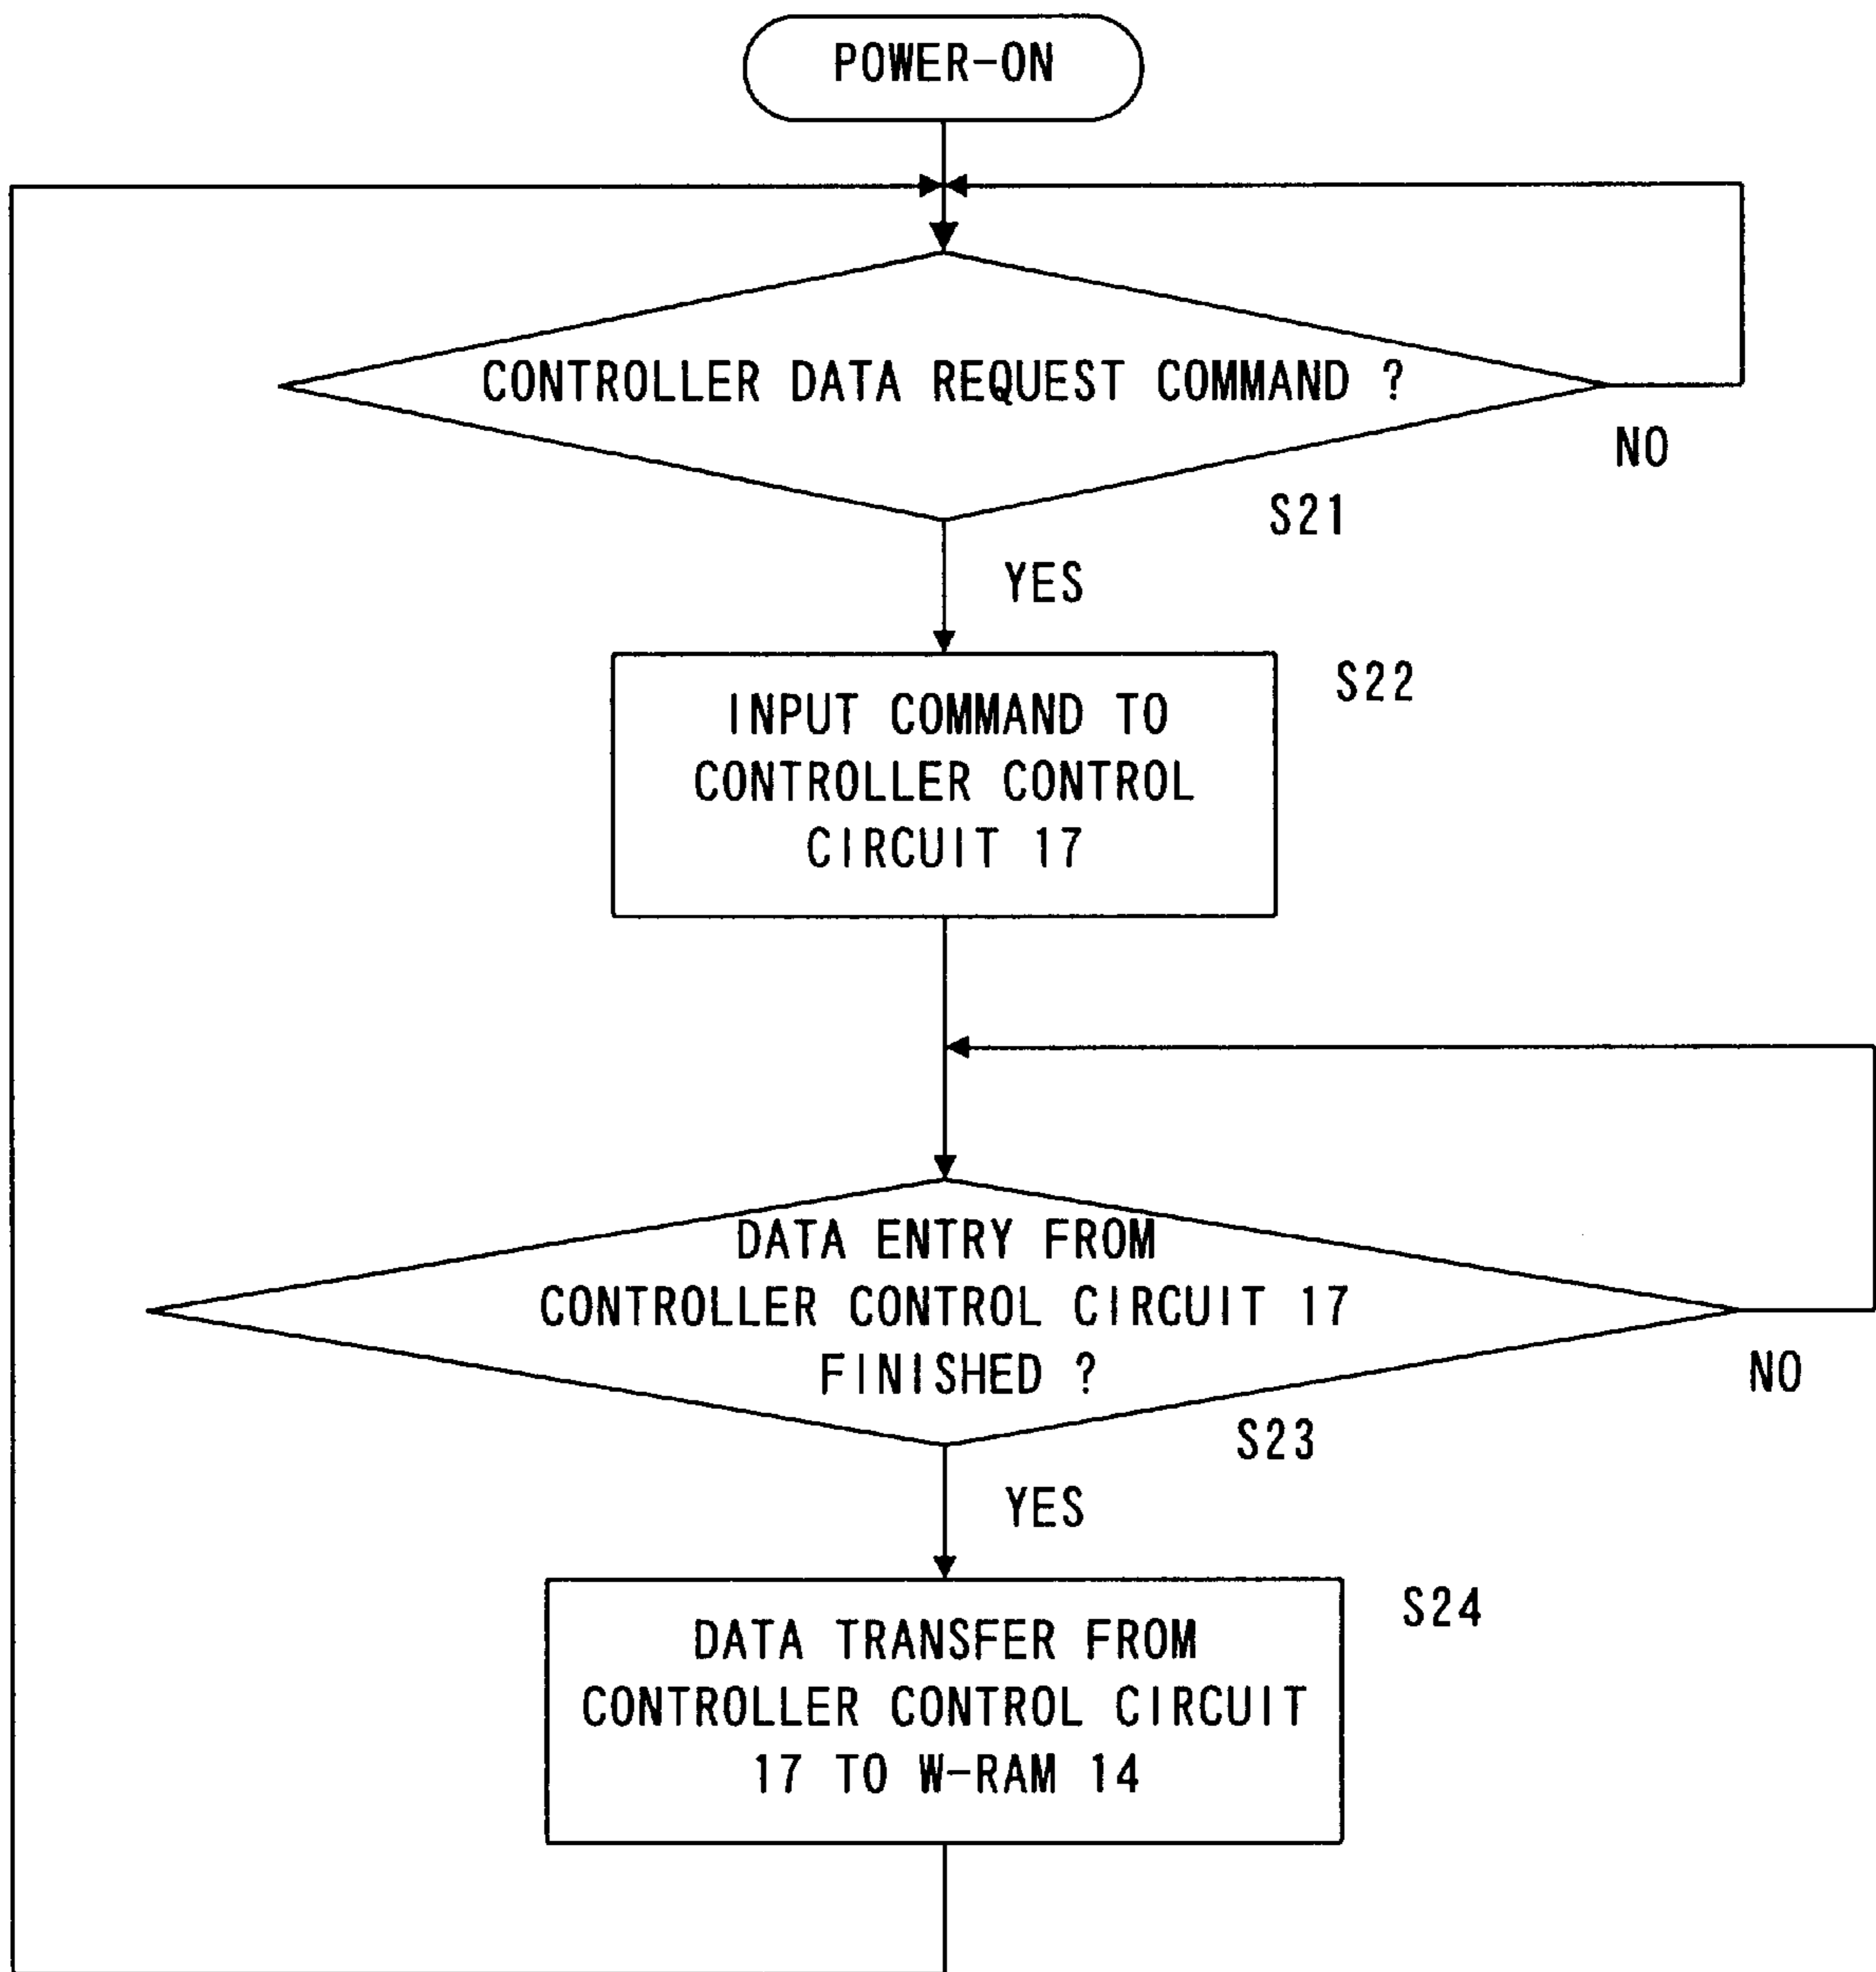 POWER-ON
CONTROLLER DATA REQUEST COMMAND ?
NO
S21
YES
S22
INPUT COMMAND TO
CONTROLLER CONTROL
CIRCUIT 17
DATA ENTRY FROM
CONTROLLER CONTROL CIRCUIT 17
FINISHED ?
NO
S23
YES
S24
DATA TRANSFER FROM
CONTROLLER CONTROL CIRCUIT
17 TO W-RAM 14